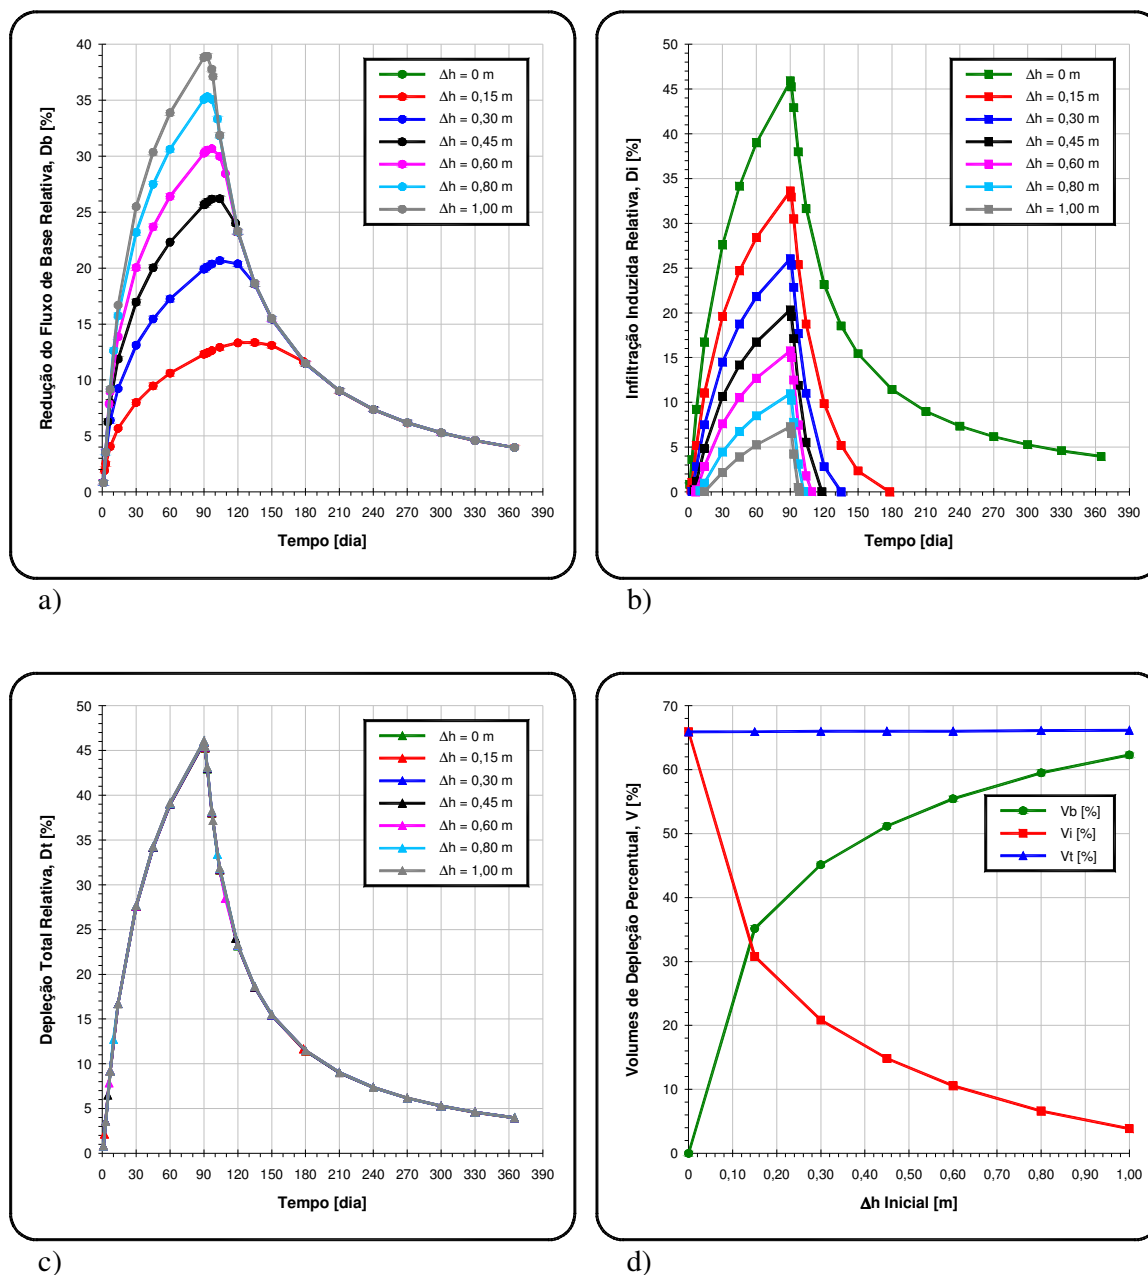 40
35
30
25
20
15
10
5
0
Redução do Fluxo de Base Relativa, Db [%]
Δh = 0 m
Δh = 0,15 m
Δh = 0,30 m
Δh = 0,45 m
Δh = 0,60 m
Δh = 0,80 m
Δh = 1,00 m
0 30 60 90 120 150 180 210 240 270 300 330 360 390
Tempo [dia]
a)
50
45
40
35
30
25
20
15
10
5
0
Infiltração Induzida Relativa, Di [%]
Δh = 0 m
Δh = 0,15 m
Δh = 0,30 m
Δh = 0,45 m
Δh = 0,60 m
Δh = 0,80 m
Δh = 1,00 m
0 30 60 90 120 150 180 210 240 270 300 330 360 390
Tempo [dia]
b)
50
45
40
35
30
25
20
15
10
5
0
Depleção Total Relativa, Dt [%]
Δh = 0 m
Δh = 0,15 m
Δh = 0,30 m
Δh = 0,45 m
Δh = 0,60 m
Δh = 0,80 m
Δh = 1,00 m
0 30 60 90 120 150 180 210 240 270 300 330 360 390
Tempo [dia]
c)
70
60
50
40
30
20
10
0
Volumes de Depleção Percentual, V [%]
Vb [%]
Vi [%]
Vt [%]
0 0,10 0,20 0,30 0,40 0,50 0,60 0,70 0,80 0,90 1,00
Δh Inicial [m]
d)